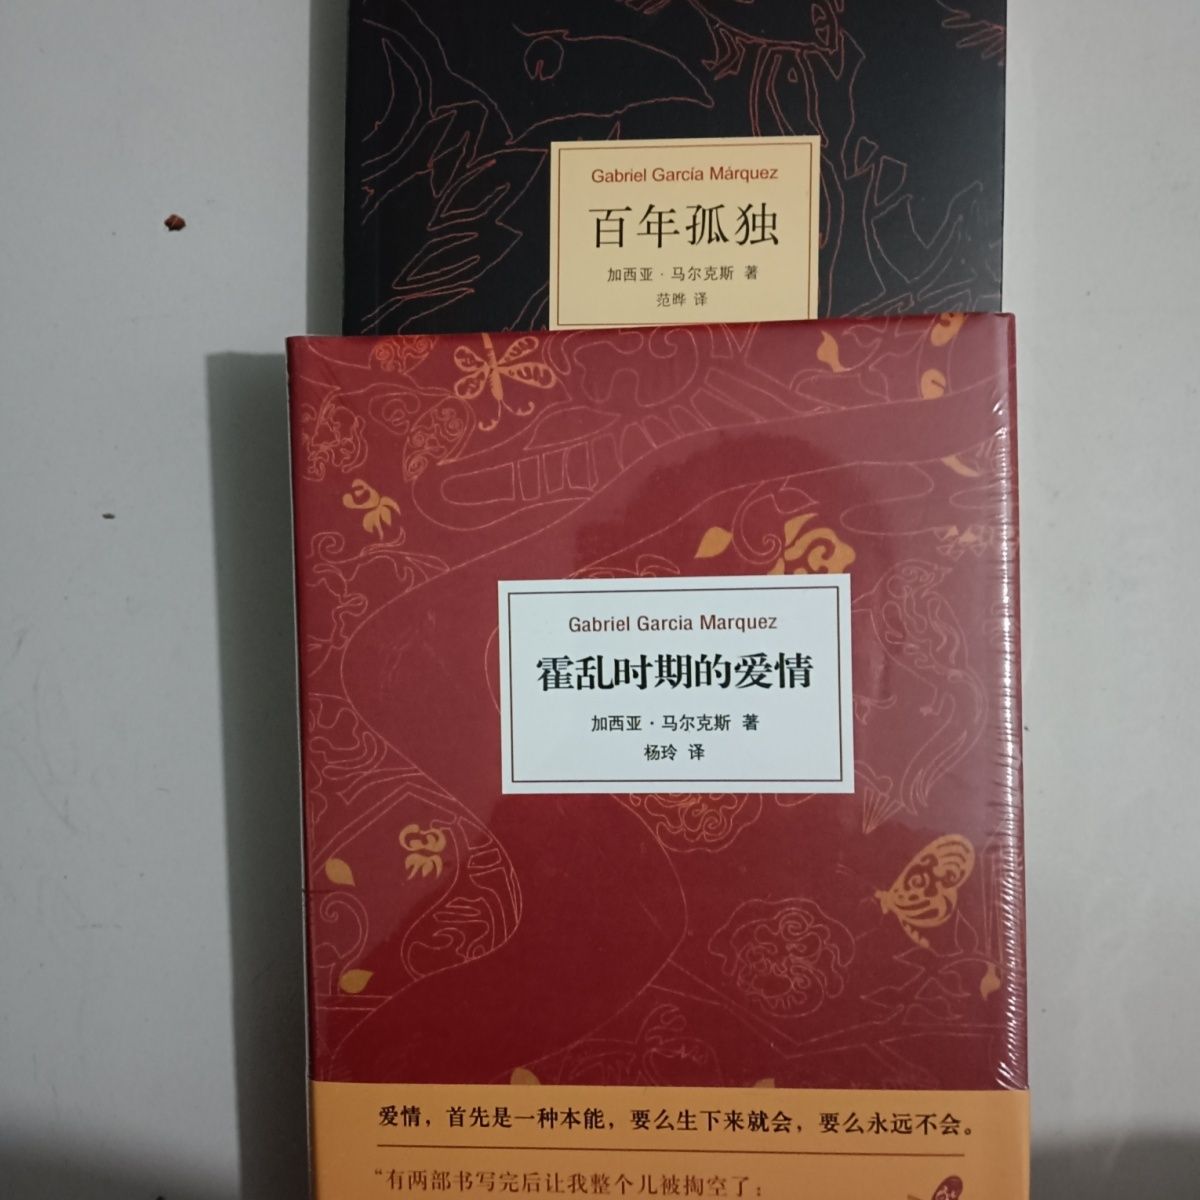 Gabriel García Márquez
百年孤独
加西亚·马尔克斯 著
范晔 译
Gabriel Garcia Marquez
霍乱时期的爱情
加西亚·马尔克斯 著
杨玲 译
爱情，首先是一种本能，要么生下来就会，要么永远不会。
“有两部书写完后让我整个儿被掏空了：